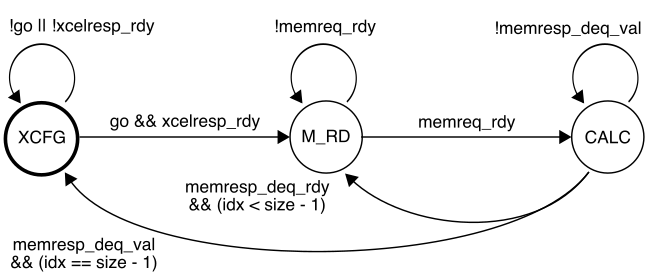 !go || !xcelresp_rdy
!memreq_rdy
!memresp_deq_val
XCFG
go && xcelresp_rdy
M_RD
memreq_rdy
CALC
memresp_deq_rdy
&& (idx < size - 1)
memresp_deq_val
&& (idx == size - 1)